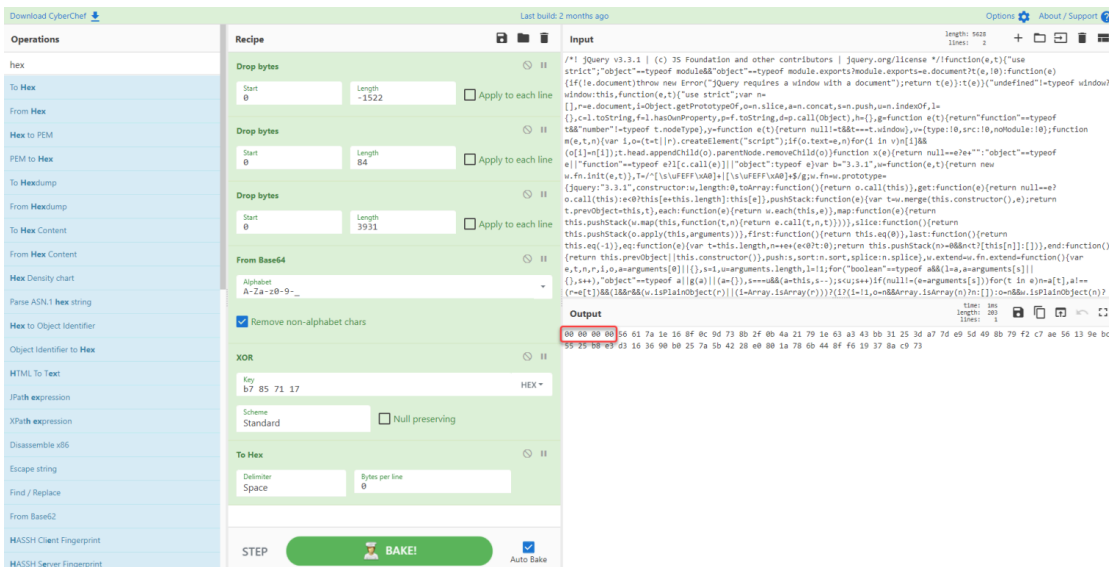 Download CyberChef
Last build: 2 months ago
Options
About / Support
Operations
Recipe
Input
length: 5628
lines: 2
hex
To Hex
From Hex
Hex to PEM
PEM to Hex
To Hexdump
From Hexdump
To Hex Content
From Hex Content
Hex Density chart
Parse ASN.1 hex string
Hex to Object Identifier
Object Identifier to Hex
HTML To Text
JPath expression
XPath expression
Disassemble x86
Escape string
Find / Replace
From Base62
HASSH Client Fingerprint
HASSH Server Fingerprint
Drop bytes
Start
0
Length
-1522
Apply to each line
Drop bytes
Start
0
Length
84
Apply to each line
Drop bytes
Start
0
Length
3931
Apply to each line
From Base64
Alphabet
A-Za-z0-9-_
Remove non-alphabet chars
XOR
Key
b7 85 71 17
HEX
Scheme
Standard
Null preserving
To Hex
Delimiter
Space
Bytes per line
0
STEP
BAKE!
Auto Bake
/*! jQuery v3.3.1 | (c) JS Foundation and other contributors | jquery.org/license */!function(e,t){"use
strict";"object"==typeof module&&"object"==typeof module.exports?module.exports=e.document?t(e,!0):function(e)
{if(!e.document)throw new Error("jQuery requires a window with a document");return t(e)}:t(e)}("undefined"!=typeof window?
window:this,function(e,t){"use strict";var n=
[],r=e.document,i=Object.getPrototypeOf,o=n.slice,a=n.concat,s=n.push,u=n.indexOf,l=
{},c=l.toString,f=l.hasOwnProperty,p=f.toString,d=p.call(Object),h={},g=function e(t){return"function"==typeof
t&&"number"!=typeof t.nodeType},y=function e(t){return null!=t&&t===t.window},v={type:!0,src:!0,noModule:!0};function
m(e,t,n){var i,o=(t=t||r).createElement("script");if(o.text=e,n)for(i in v)n[i]&&
(o[i]=n[i]);t.head.appendChild(o).parentNode.removeChild(o)}function x(e){return null==e?e+"":"object"==typeof
e||"function"==typeof e?l[c.call(e)]||"object":typeof e}var b="3.3.1",w=function(e,t){return new
w.fn.init(e,t)},T=/^[\s\uFEFF\xA0]+|[\s\uFEFF\xA0]+$/g;w.fn=w.prototype=
{jquery:"3.3.1",constructor:w,length:0,toArray:function(){return o.call(this)},get:function(e){return null==e?
o.call(this):e<0?this[e+this.length]:this[e]},pushStack:function(e){var t=w.merge(this.constructor(),e);return
t.prevObject=this,t},each:function(e){return w.each(this,e)},map:function(e){return
this.pushStack(w.map(this,function(t,n){return e.call(t,n,t)}))},slice:function(){return
this.pushStack(o.apply(this,arguments))},first:function(){return this.eq(0)},last:function(){return
this.eq(-1)},eq:function(e){var t=this.length,n=+e+(e<0?t:0);return this.pushStack(n>=0&&n<t?[this[n]]:[])},end:function()
{return this.prevObject||this.constructor()},push:s,sort:n.sort,splice:n.splice},w.extend=w.fn.extend=function(){var
e,t,n,r,i,o,a=arguments[0]||{},s=1,u=arguments.length,l=!1;for("boolean"==typeof a&&(l=a,a=arguments[s]||
{},s++),"object"==typeof a||g(a)||(a={}),s===u&&(a=this,s--);s<u;s++)if(null!=(e=arguments[s]))for(t in e)n=a[t],a!==
(r=e[t])&&(l&&r&&(w.isPlainObject(r)||(i=Array.isArray(r)))?(i?(i=!1,o=n&&Array.isArray(n)?n:[]):o=n&&w.isPlainObject(n)?
Output
time: 1ms
length: 203
lines: 1
00 00 00 00 56 61 7a 1e 16 8f 0c 9d 73 8b 2f 0b 4a 21 79 1e 63 a3 43 bb 31 25 3d a7 7d e9 5d 49 8b 79 f2 c7 ae 56 13 9e bc
55 25 b8 e3 d3 16 36 90 b0 25 7a 5b 42 28 e0 80 1a 78 6b 44 8f f6 19 37 8a c9 73